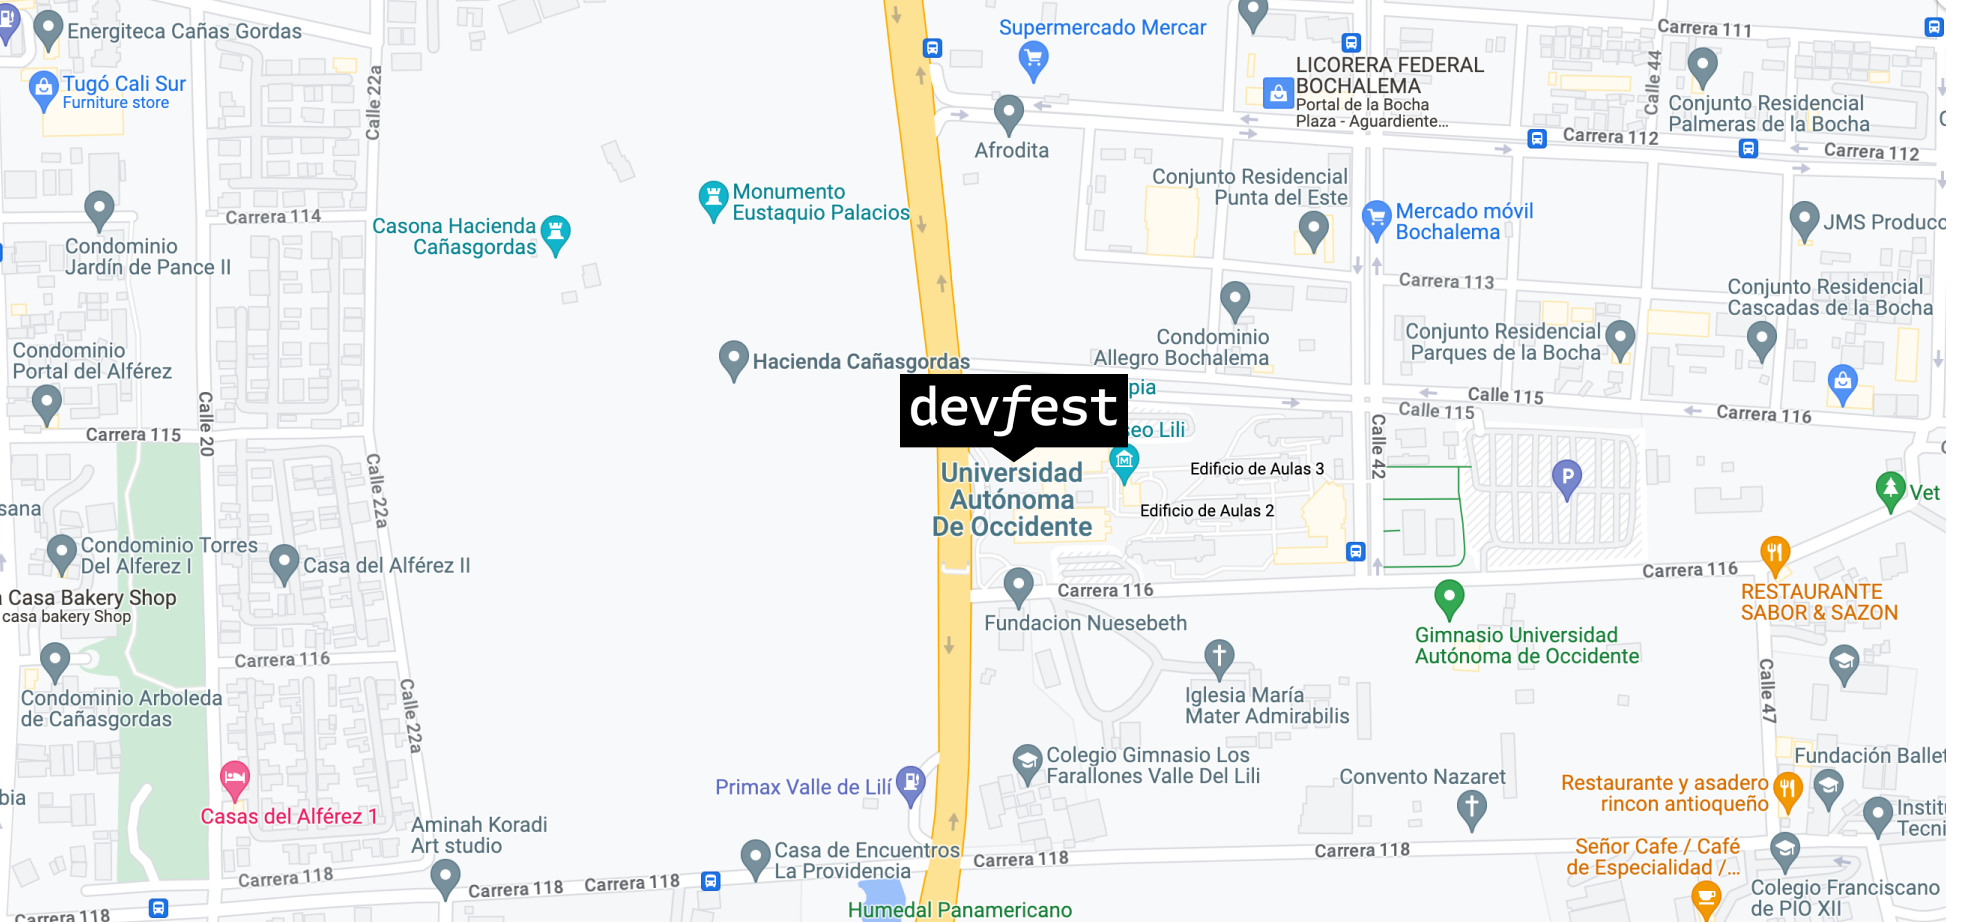 Energiteca Cañas Gordas
Tugó Cali Sur
Furniture store
Calle 22a
Supermercado Mercar
LICORERA FEDERAL
BOCHALEMA
Portal de la Bocha
Plaza - Aguardiente...
Carrera 111
Calle 44
Conjunto Residencial
Palmeras de la Bocha
Afrodita
Carrera 112
Carrera 112
Monumento
Eustaquio Palacios
Conjunto Residencial
Punta del Este
Carrera 114
Casona Hacienda
Cañasgordas
Mercado móvil
Bochalema
JMS Produc
Condominio
Jardín de Pance II
Carrera 113
Conjunto Residencial
Cascadas de la Bocha
Condominio
Portal del Alférez
Hacienda Cañasgordas
Condominio
Allegro Bochalema
Conjunto Residencial
Parques de la Bocha
devfest
pia
seo Lili
Calle 115
Calle 115
Carrera 116
Carrera 115
Calle 20
Calle 42
Calle 22a
Universidad
Autónoma
De Occidente
Edificio de Aulas 3
Edificio de Aulas 2
P
Vet
sana
Condominio Torres
Del Alferez I
Casa del Alférez II
Casa Bakery Shop
casa bakery Shop
Carrera 116
Carrera 116
RESTAURANTE
SABOR & SAZON
Fundacion Nuesebeth
Gimnasio Universidad
Autónoma de Occidente
Carrera 116
Condominio Arboleda
de Cañasgordas
Calle 22a
Iglesia María
Mater Admirabilis
Calle 47
Colegio Gimnasio Los
Farallones Valle Del Lili
Primax Valle de Lilí
Convento Nazaret
Fundación Ballet
Restaurante y asadero
rincon antioqueño
bia
Casas del Alférez 1
Aminah Koradi
Art studio
Instit
Tecni
Casa de Encuentros
La Providencia
Carrera 118
Carrera 118
Señor Cafe / Café
de Especialidad /...
Carrera 118
Carrera 118
Carrera 118
Carrera 118
Colegio Franciscano
de PIO XII
Humedal Panamericano